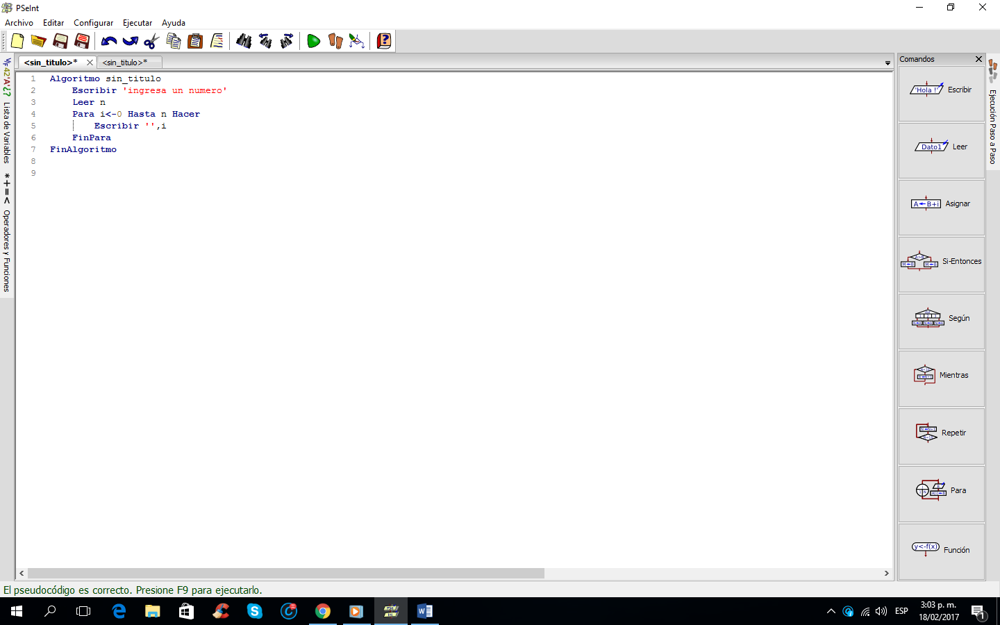 PSeInt
Archivo Editar Configurar Ejecutar Ayuda
<sin_titulo>* <sin_titulo>*
Comandos
1 Algoritmo sin_titulo
2 Escribir 'ingresa un numero'
3 Leer n
4 Para i<-0 Hasta n Hacer
5 Escribir '',i
6 FinPara
7 FinAlgoritmo
8
9
42'A'¿?
Lista de Variables
*+=<
Operadores y Funciones
'Hola !' Escribir
Dato1 Leer
A←B+i Asignar
Si-Entonces
Según
Mientras
Repetir
Para
y<-f(x) Función
Ejecución Paso a Paso
El pseudocódigo es correcto. Presione F9 para ejecutarlo.
ESP
3:03 p. m.
18/02/2017
1